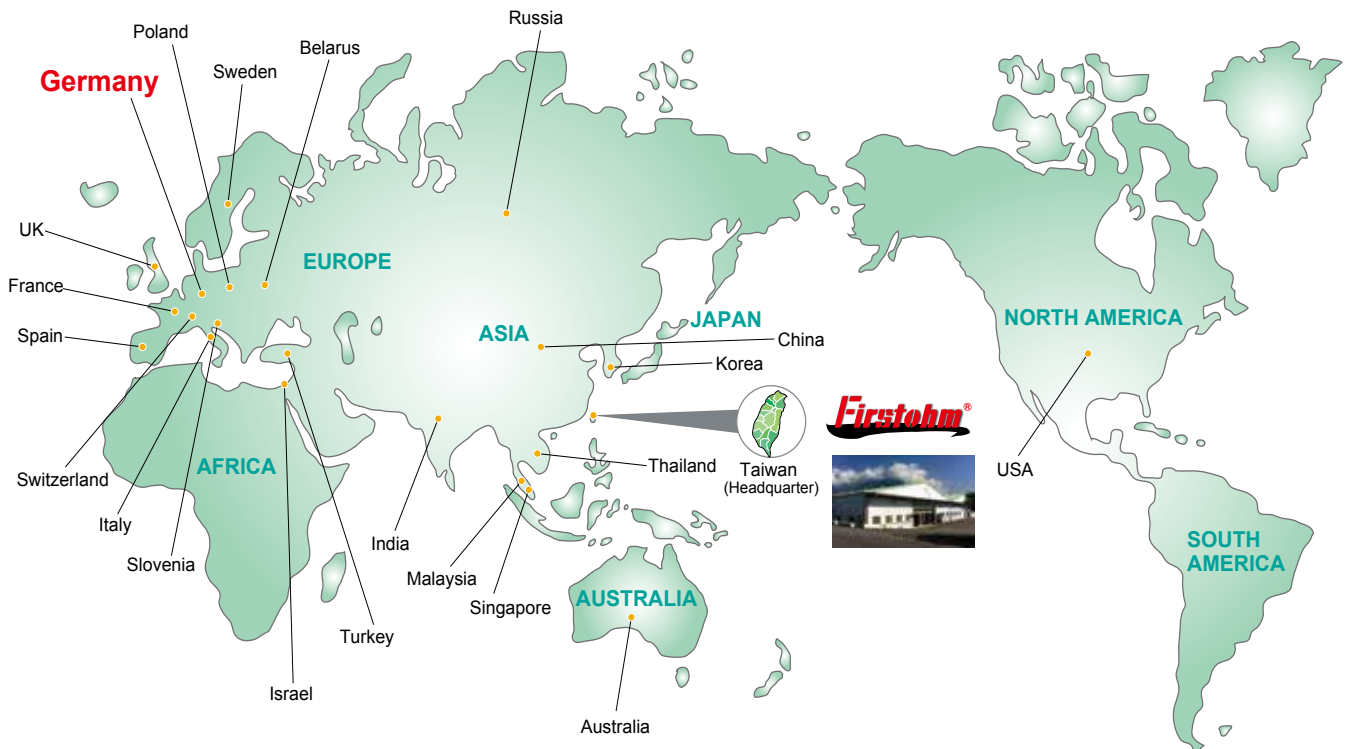 Russia
Poland
Belarus
Sweden
Germany
UK
EUROPE
France
ASIA
JAPAN
NORTH AMERICA
Spain
China
Korea
Firstohm®
AFRICA
Thailand
Taiwan
(Headquarter)
USA
Switzerland
Italy
India
SOUTH
AMERICA
Slovenia
Malaysia
Singapore
AUSTRALIA
Turkey
Israel
Australia